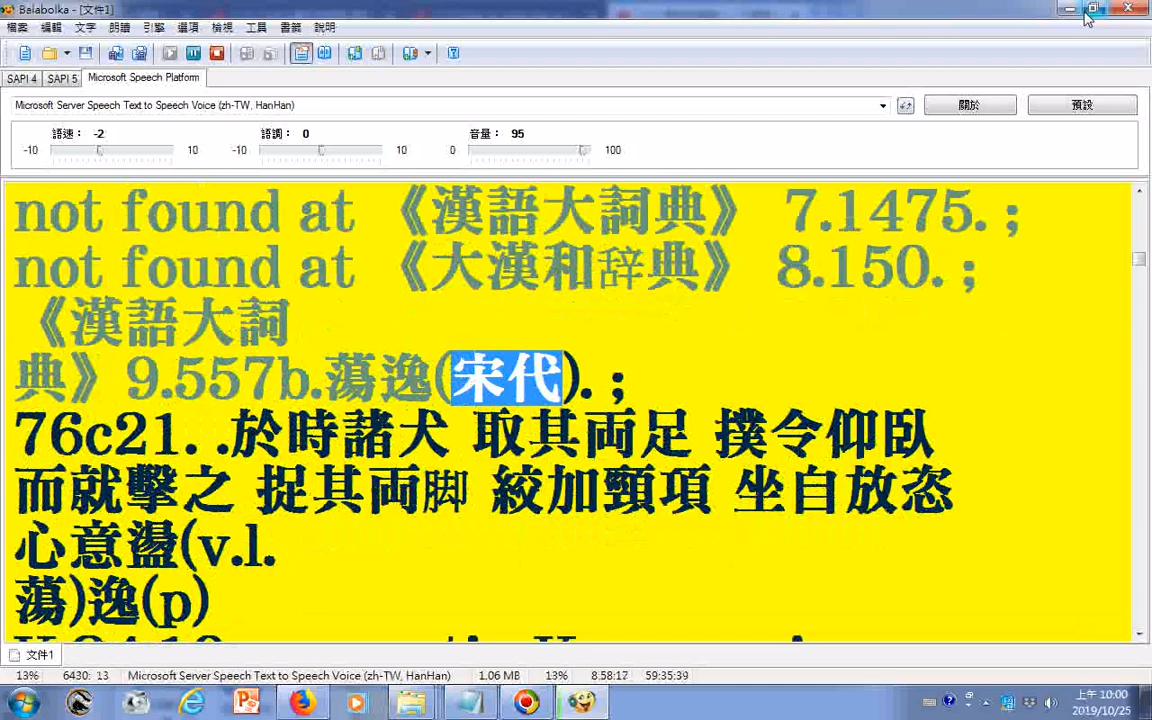 Balabolka - [文件1]
檔案 編輯 文字 朗讀 引擎 選項 檢視 工具 書籤 說明
SAPI 4 SAPI 5 Microsoft Speech Platform
Microsoft Server Speech Text to Speech Voice (zh-TW, HanHan) 關於 預設
語速： -2 語調： 0 音量： 95
-10 10 -10 10 0 100
not found at 《漢語大詞典》 7.1475. ;
not found at 《大漢和辞典》 8.150. ;
《漢語大詞
典》 9.557b.蕩逸(宋代). ;
76c21. .於時諸犬 取其両足 撲令仰臥
而就擊之 捉其両脚 絞加頸項 坐自放恣
心意盪(v.l.
蕩)逸(p)
文件1
13% 6430: 13 Microsoft Server Speech Text to Speech Voice (zh-TW, HanHan) 1.06 MB 13% 8:58:17 59:35:39
上午 10:00
2019/10/25